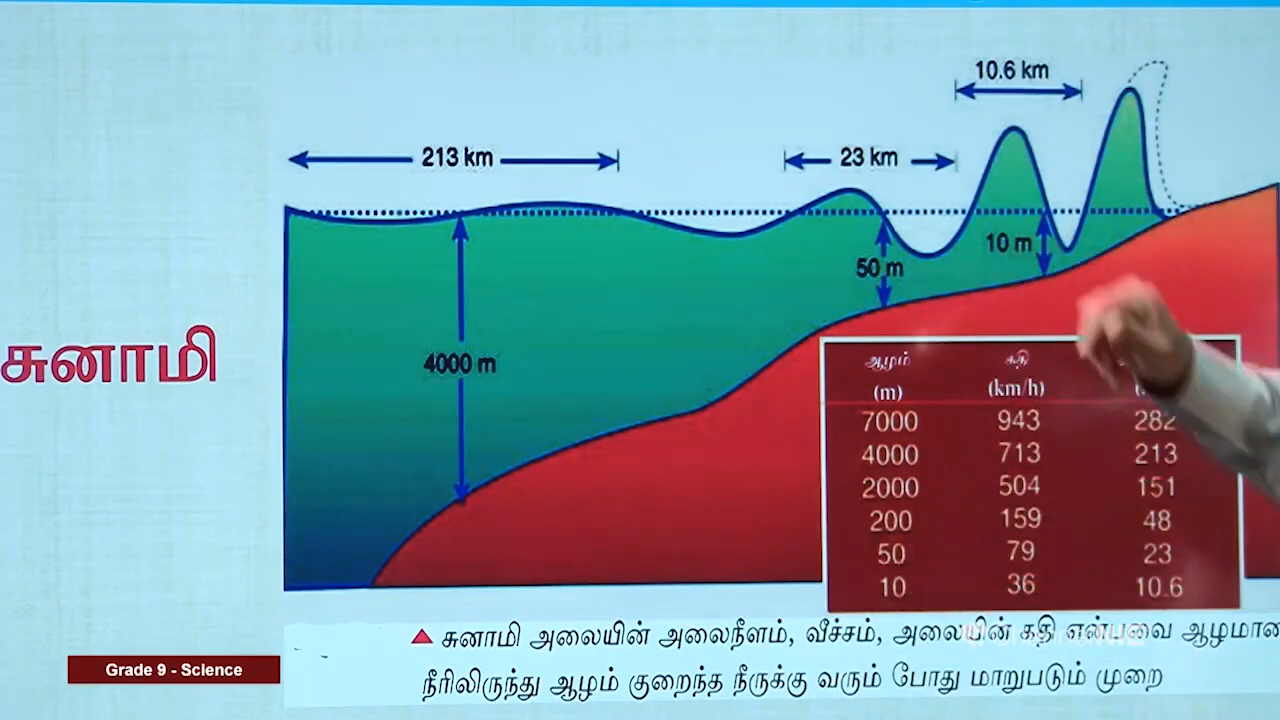 10.6 km
213 km
23 km
10 m
50 m
4000 m
சுனாமி
ஆழம் கதி
(m) (km/h)
7000 943 282
4000 713 213
2000 504 151
200 159 48
50 79 23
10 36 10.6
சுனாமி அலையின் அலைநீளம், வீச்சம், அலையின் கதி என்பவை ஆழமான
நீரிலிருந்து ஆழம் குறைந்த நீருக்கு வரும் போது மாறுபடும் முறை
Grade 9 - Science